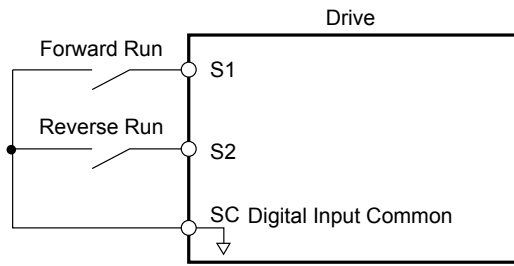 Drive
Forward Run
S1
Reverse Run
S2
SC Digital Input Common